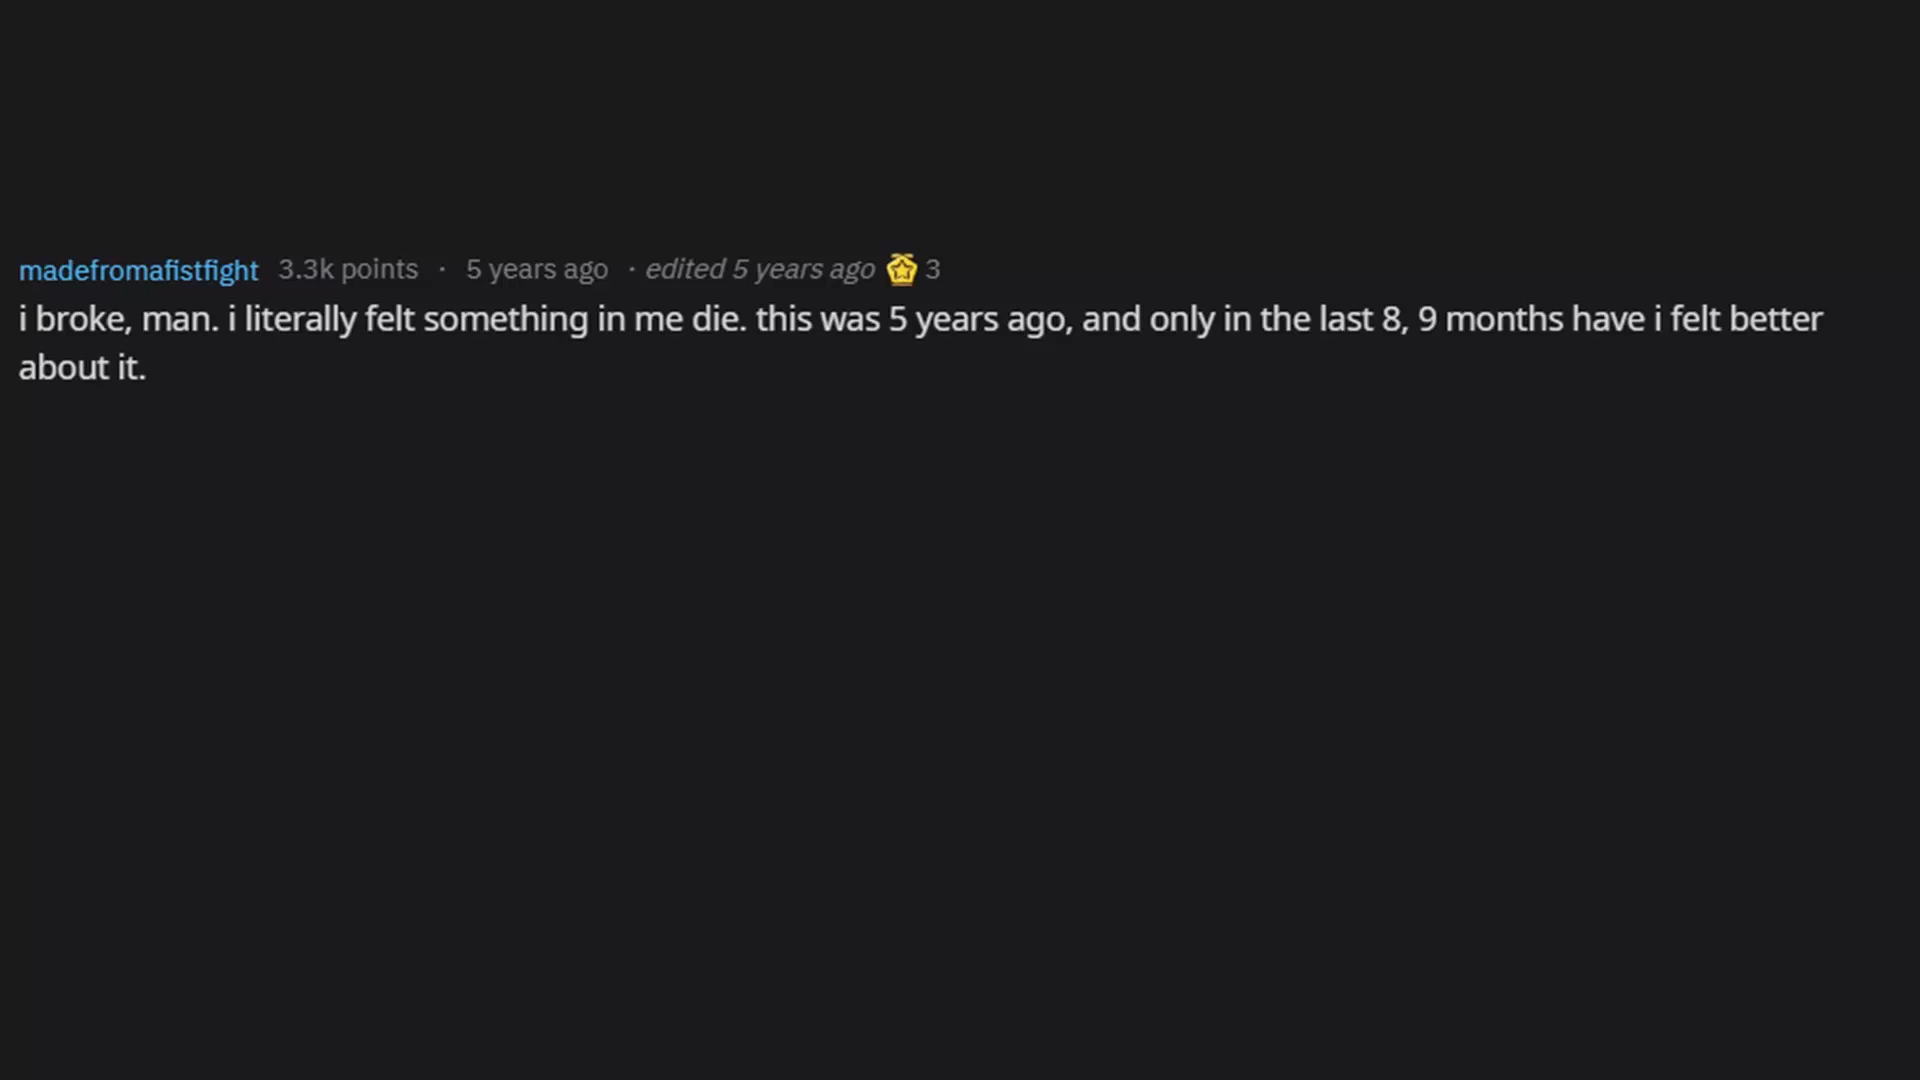 madefromafistfight 3.3k points · 5 years ago · edited 5 years ago 3
i broke, man. i literally felt something in me die. this was 5 years ago, and only in the last 8, 9 months have i felt better
about it.